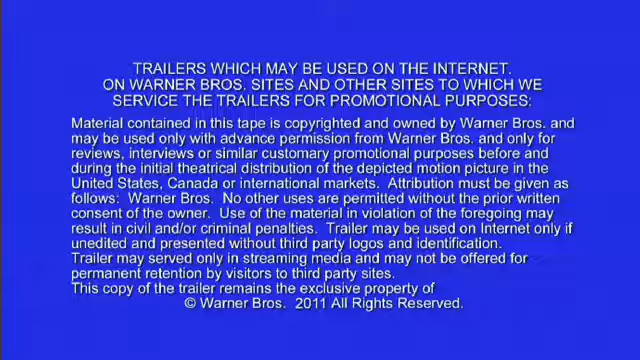 TRAILERS WHICH MAY BE USED ON THE INTERNET.
ON WARNER BROS. SITES AND OTHER SITES TO WHICH WE
SERVICE THE TRAILERS FOR PROMOTIONAL PURPOSES:
Material contained in this tape is copyrighted and owned by Warner Bros. and
may be used only with advance permission from Warner Bros. and only for
reviews, interviews or similar customary promotional purposes before and
during the initial theatrical distribution of the depicted motion picture in the
United States, Canada or international markets. Attribution must be given as
follows: Warner Bros. No other uses are permitted without the prior written
consent of the owner. Use of the material in violation of the foregoing may
result in civil and/or criminal penalties. Trailer may be used on Internet only if
unedited and presented without third party logos and identification.
Trailer may served only in streaming media and may not be offered for
permanent retention by visitors to third party sites.
This copy of the trailer remains the exclusive property of
© Warner Bros. 2011 All Rights Reserved.